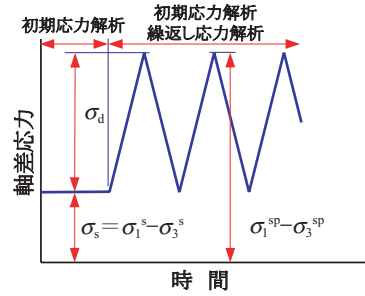 初期応力解析
初期応力解析
繰返し応力解析
軸差応力
σd
σs＝σ1s−σ3s
σ1sp−σ3sp
時 間